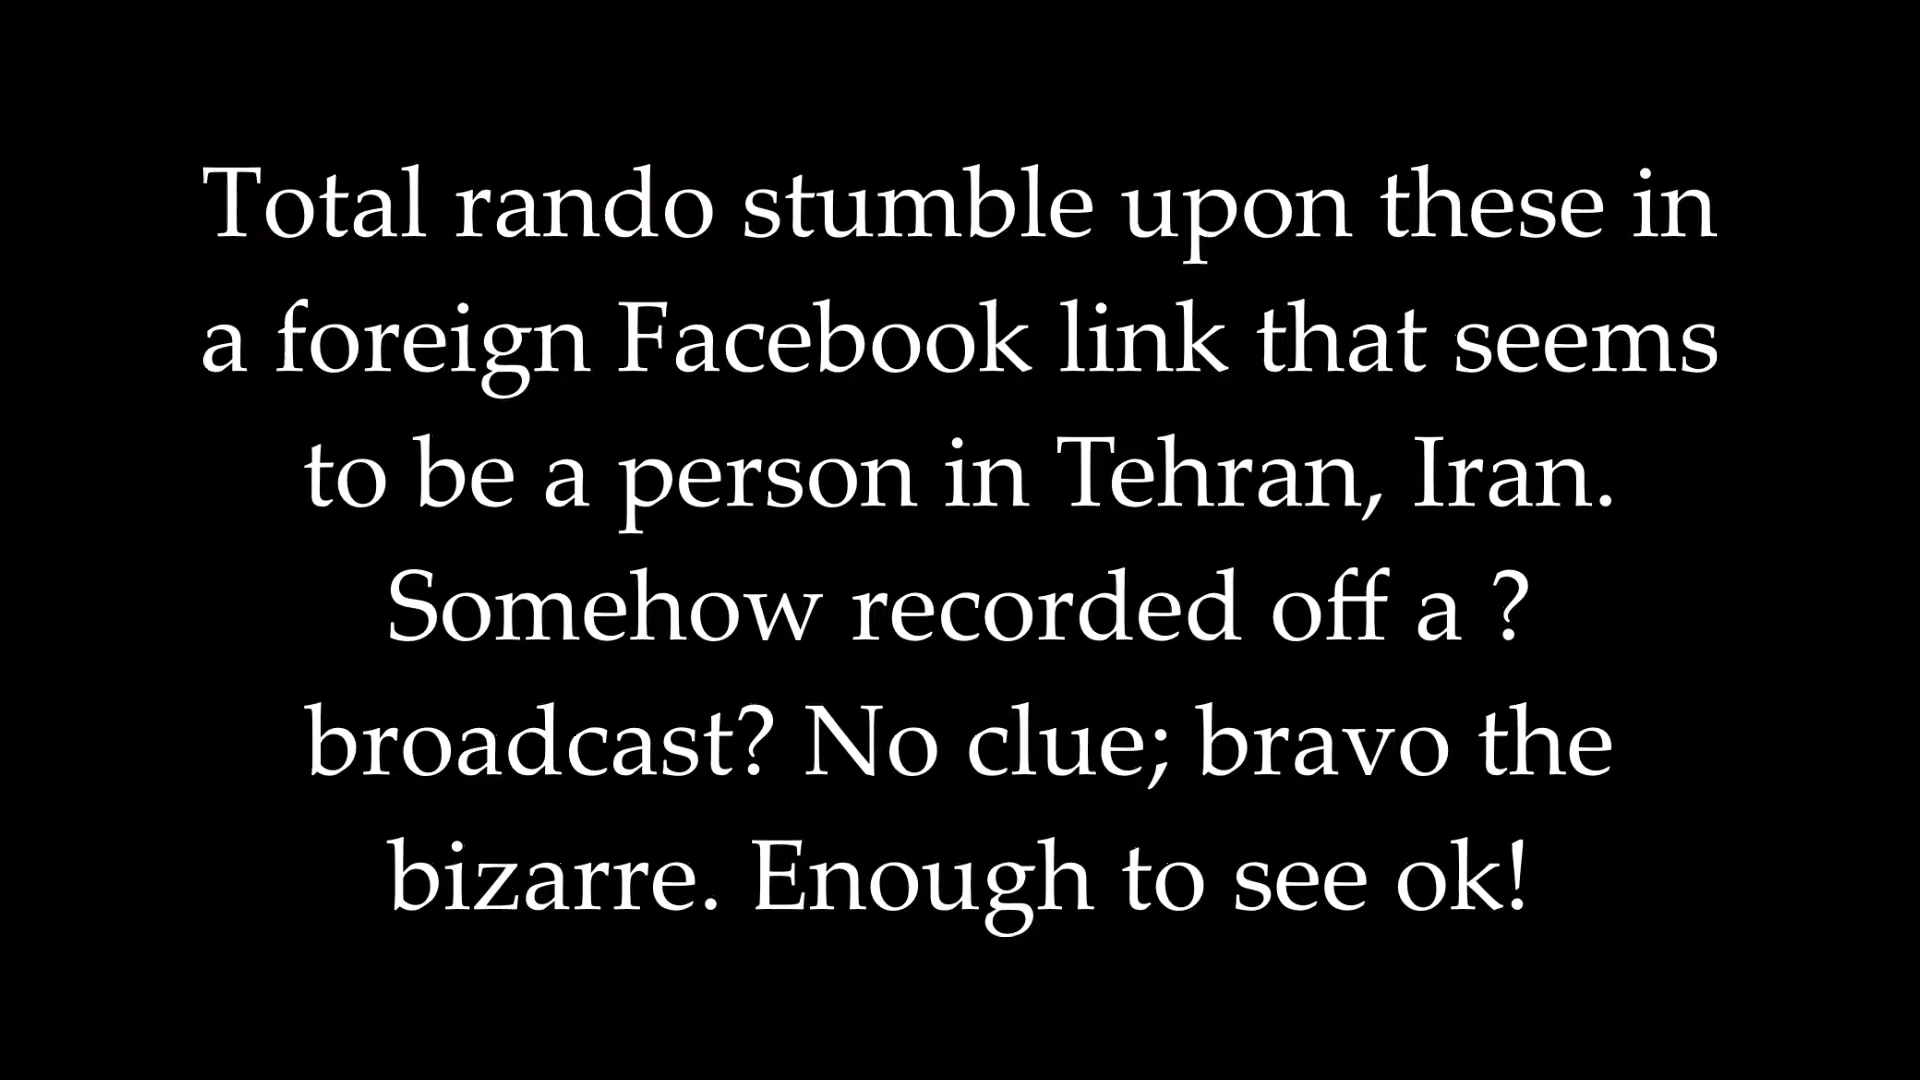 Total rando stumble upon these in
a foreign Facebook link that seems
to be a person in Tehran, Iran.
Somehow recorded off a ?
broadcast? No clue; bravo the
bizarre. Enough to see ok!